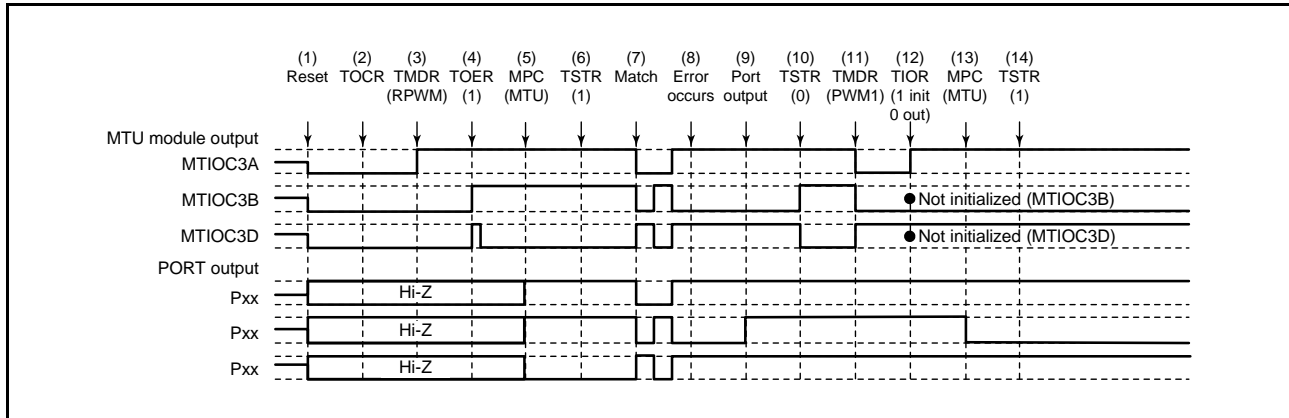 (1) (2) (3) (4) (5) (6) (7) (8) (9) (10) (11) (12) (13) (14)
Reset TOCR TMDR TOER MPC TSTR Match Error Port TSTR TMDR TIOR MPC TSTR
(RPWM) (1) (MTU) (1) occurs output (0) (PWM1) (1 init (MTU) (1)
0 out)
MTU module output
MTIOC3A
MTIOC3B
Not initialized (MTIOC3B)
MTIOC3D
Not initialized (MTIOC3D)
PORT output
Pxx
Hi-Z
Pxx
Hi-Z
Pxx
Hi-Z